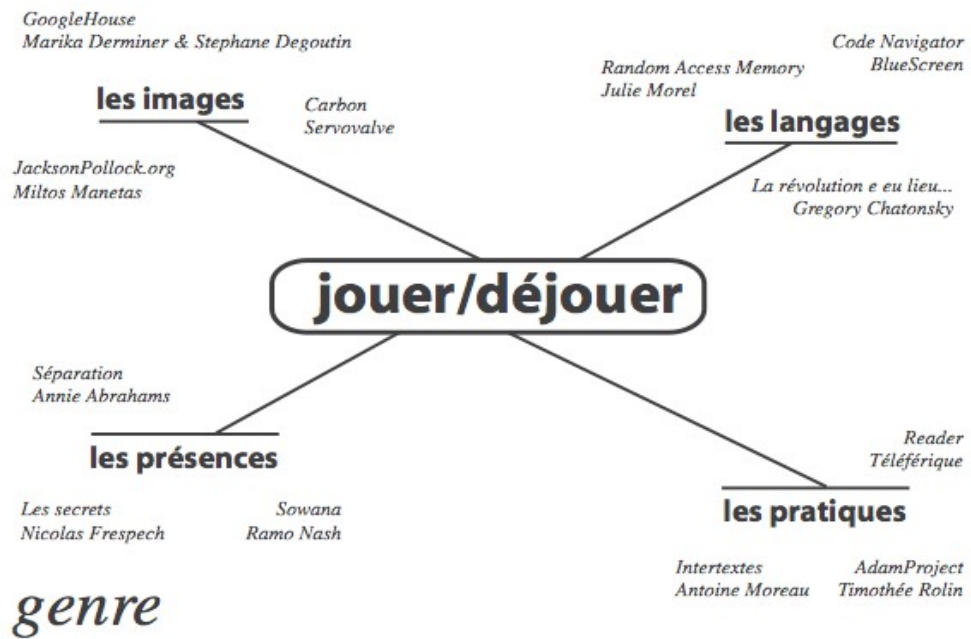 GoogleHouse
Marika Derminer & Stephane Degoutin
les images
Carbon
Servovalve
JacksonPollock.org
Miltos Manetas
Code Navigator
BlueScreen
Random Access Memory
Julie Morel
les langages
La révolution e eu lieu...
Gregory Chatonsky
jouer/déjouer
Séparation
Annie Abrahams
les présences
Les secrets
Nicolas Frespech
Sowana
Ramo Nash
Reader
Téléférique
les pratiques
Intertextes
Antoine Moreau
AdamProject
Timothée Rolin
genre